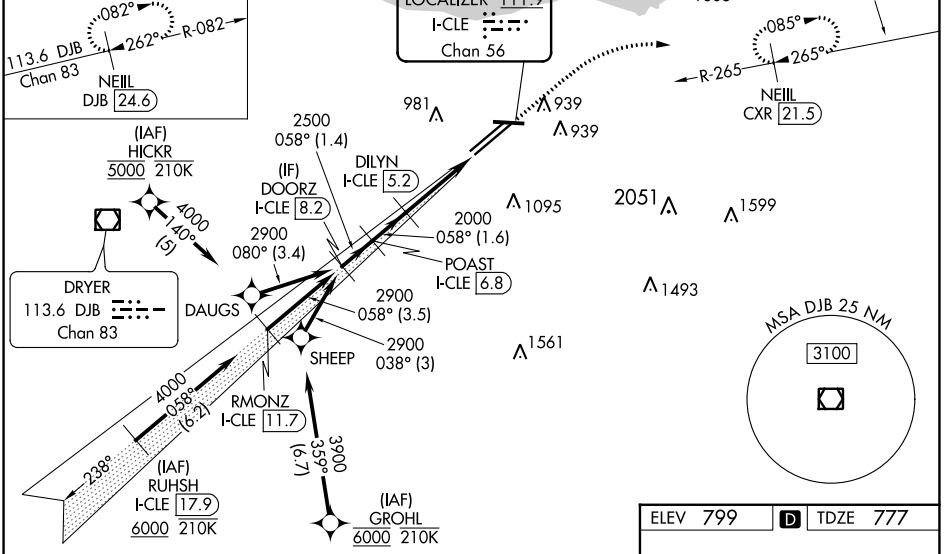 082°
262°
R-082
113.6 DJB
Chan 83
NEIIL
DJB 24.6
LOCALIZER 111.9
I-CLE
Chan 56
085°
265°
R-265
NEIIL
CXR 21.5
981
939
939
(IAF)
HICKR
5000 210K
4000
140°
(5)
2500
058° (1.4)
(IF)
DOORZ
I-CLE 8.2
DILYN
I-CLE 5.2
1095
2051
1599
2900
080° (3.4)
2000
058° (1.6)
POAST
I-CLE 6.8
DRYER
113.6 DJB
Chan 83
DAUGS
2900
058° (3.5)
1493
SHEEP
2900
038° (3)
1561
MSA DJB 25 NM
3100
4000
058°
(6.2)
RMONZ
I-CLE 11.7
238°
(IAF)
RUHSH
I-CLE 17.9
6000 210K
3900
359°
(6.7)
(IAF)
GROHL
6000 210K
ELEV 799 D TDZE 777